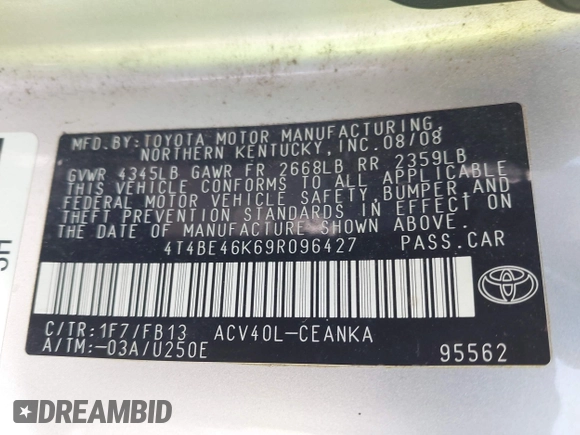 MFD.BY:TOYOTA MOTOR MANUFACTURING,
NORTHERN KENTUCKY, INC.08/08
GVWR 4345LB GAWR FR 2668LB RR 2359LB
THIS VEHICLE CONFORMS TO ALL APPLICABLE
FEDERAL MOTOR VEHICLE SAFETY,BUMPER,AND
THEFT PREVENTION STANDARDS IN EFFECT ON
THE DATE OF MANUFACTURE SHOWN ABOVE.
4T4BE46K69R096427 PASS.CAR
C/TR:1F7/FB13 ACV40L-CEANKA
A/TM:-03A/U250E 95562
TOYOTA
DREAMBID